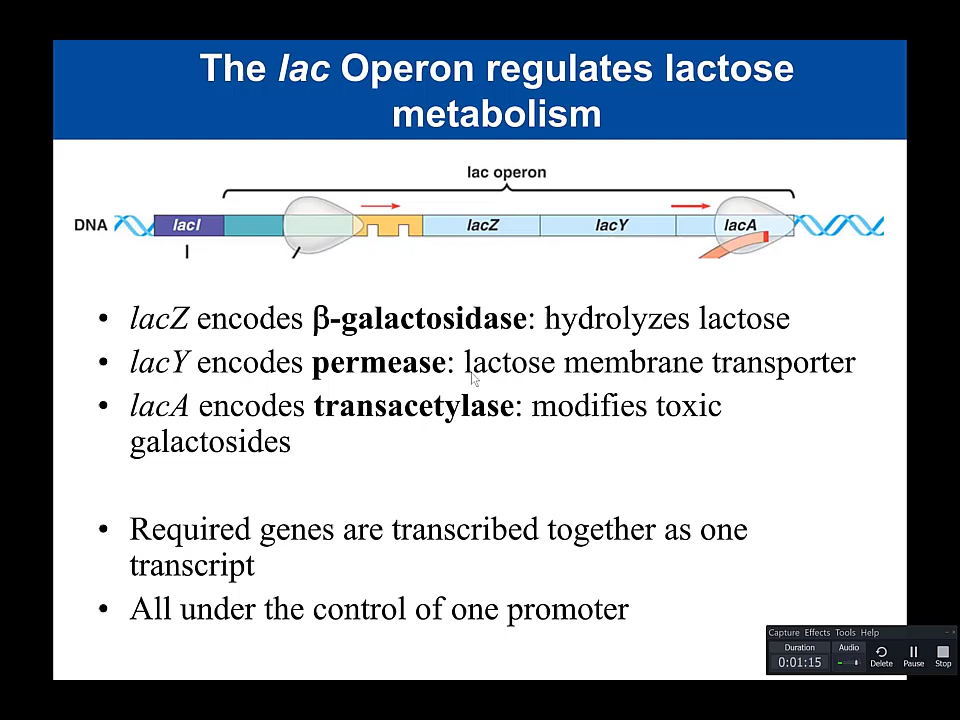 The lac Operon regulates lactose
metabolism
lac operon
DNA lacI lacZ lacY lacA
• lacZ encodes β-galactosidase: hydrolyzes lactose
• lacY encodes permease: lactose membrane transporter
• lacA encodes transacetylase: modifies toxic
galactosides
• Required genes are transcribed together as one
transcript
• All under the control of one promoter
Capture Effects Tools Help
Duration Audio
0:01:15 Delete Pause Stop